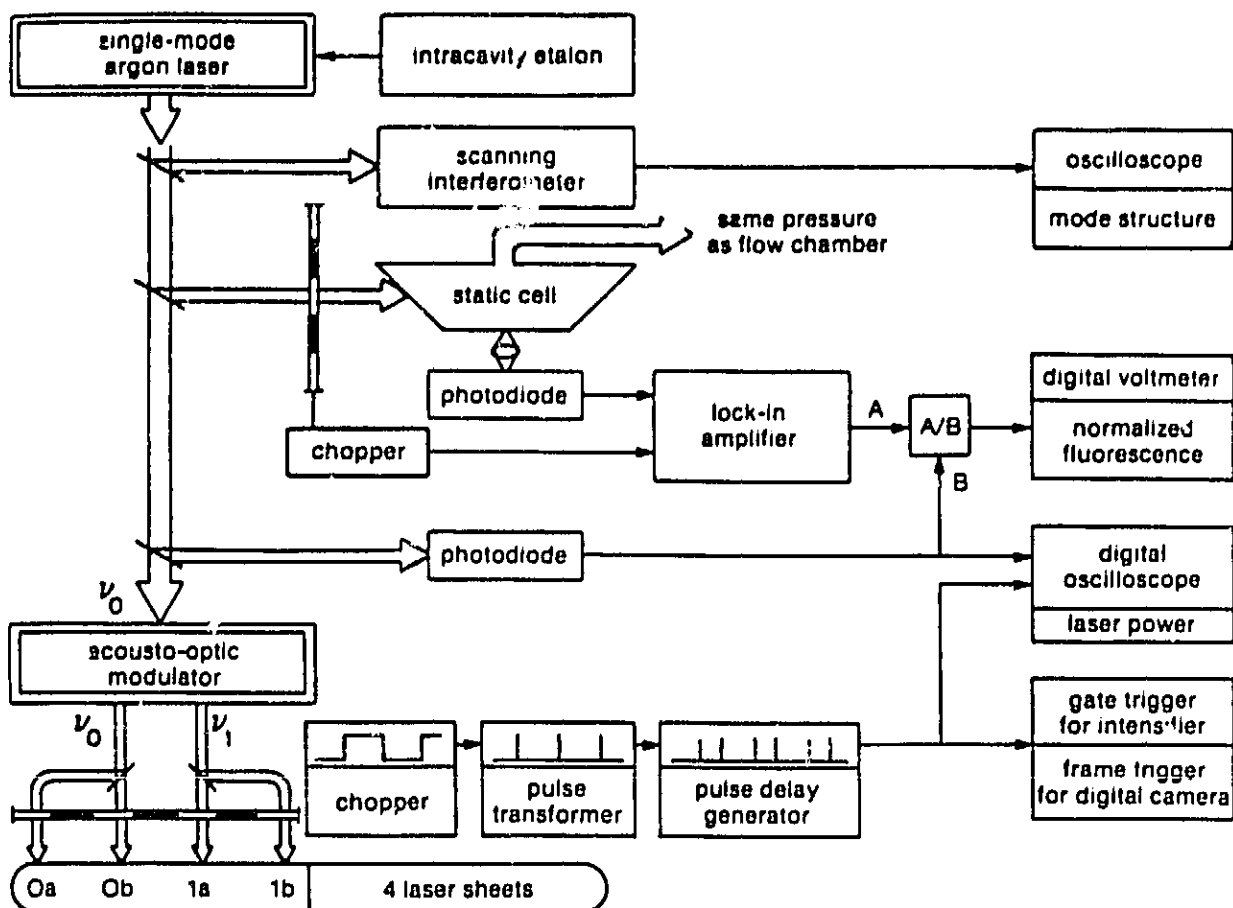 single-mode
argon laser
intracavity etalon
scanning
interferometer
oscilloscope
mode structure
same pressure
as flow chamber
static cell
photodiode
chopper
lock-in
amplifier
A
A/B
B
digital voltmeter
normalized
fluorescence
photodiode
digital
oscilloscope
laser power
ν0
acousto-optic
modulator
ν0
ν1
chopper
pulse
transformer
pulse delay
generator
gate trigger
for intensifier
frame trigger
for digital camera
0a 0b 1a 1b 4 laser sheets